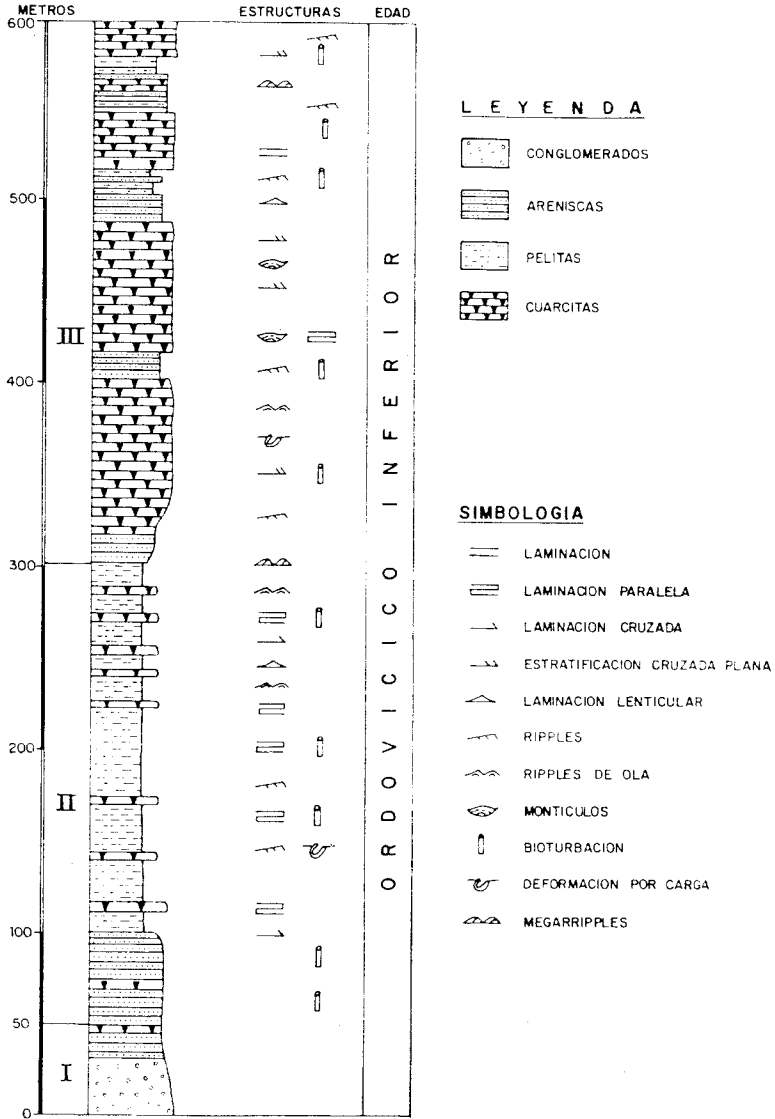 METROS ESTRUCTURAS EDAD
600
500
400
300
200
100
50
0
III
II
I
ORDOVICICO INFERIOR
LEYENDA
CONGLOMERADOS
ARENISCAS
PELITAS
CUARCITAS
SIMBOLOGIA
LAMINACION
LAMINACION PARALELA
LAMINACION CRUZADA
ESTRATIFICACION CRUZADA PLANA
LAMINACION LENTICULAR
RIPPLES
RIPPLES DE OLA
MONTICULOS
BIOTURBACION
DEFORMACION POR CARGA
MEGARRIPPLES